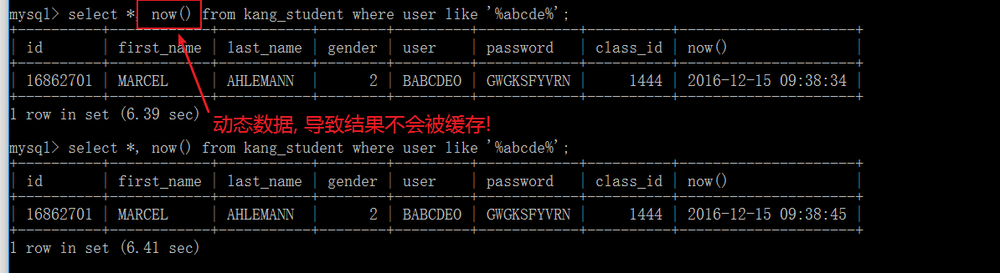 mysql> select *, now() from kang_student where user like '%abcde%';
| id | first_name | last_name | gender | user | password | class_id | now() |
| 16862701 | MARCEL | AHLEMANN | 2 | BABCDEO | GWGKSFYVRN | 1444 | 2016-12-15 09:38:34 |
1 row in set (6.39 sec)
动态数据, 导致结果不会被缓存!
mysql> select *, now() from kang_student where user like '%abcde%';
| id | first_name | last_name | gender | user | password | class_id | now() |
| 16862701 | MARCEL | AHLEMANN | 2 | BABCDEO | GWGKSFYVRN | 1444 | 2016-12-15 09:38:45 |
1 row in set (6.41 sec)